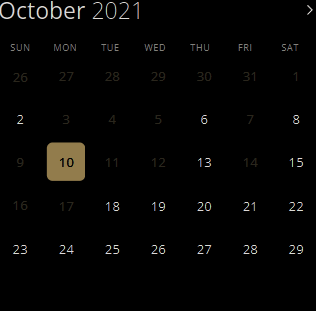 October 2021
SUN MON TUE WED THU FRI SAT
26 27 28 29 30 31 1
2 3 4 5 6 7 8
9 10 11 12 13 14 15
16 17 18 19 20 21 22
23 24 25 26 27 28 29